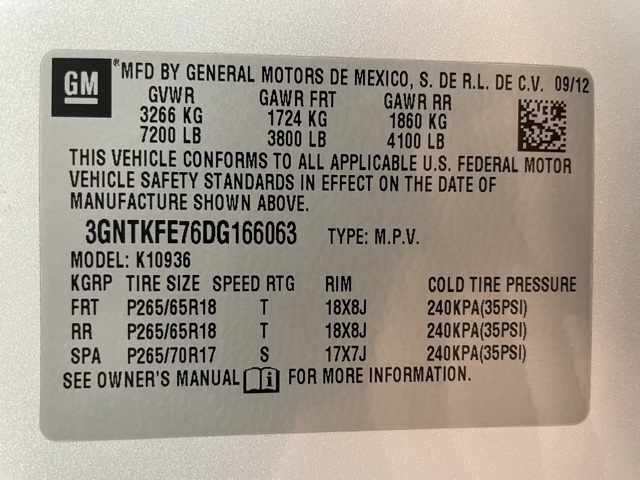 GM ® MFD BY GENERAL MOTORS DE MEXICO, S. DE R.L. DE C.V. 09/12
GVWR GAWR FRT GAWR RR
3266 KG 1724 KG 1860 KG
7200 LB 3800 LB 4100 LB
THIS VEHICLE CONFORMS TO ALL APPLICABLE U.S. FEDERAL MOTOR
VEHICLE SAFETY STANDARDS IN EFFECT ON THE DATE OF
MANUFACTURE SHOWN ABOVE.
3GNTKFE76DG166063 TYPE: M.P.V.
MODEL: K10936
KGRP TIRE SIZE SPEED RTG RIM COLD TIRE PRESSURE
FRT P265/65R18 T 18X8J 240KPA(35PSI)
RR P265/65R18 T 18X8J 240KPA(35PSI)
SPA P265/70R17 S 17X7J 240KPA(35PSI)
SEE OWNER'S MANUAL i FOR MORE INFORMATION.